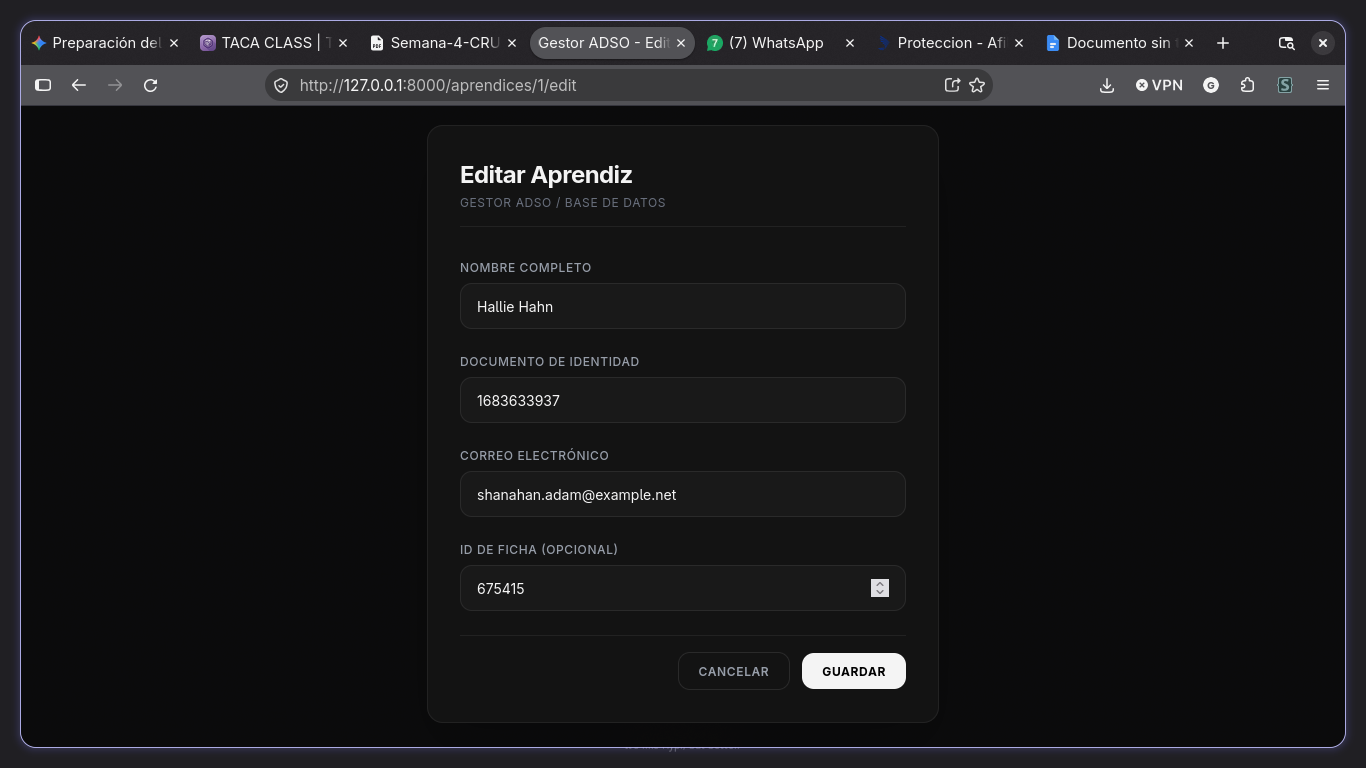 Preparación del
TACA CLASS | T
Semana-4-CRU
Gestor ADSO - Edit
(7) WhatsApp
Proteccion - Afi
Documento sin
http://127.0.0.1:8000/aprendices/1/edit
VPN
Editar Aprendiz
GESTOR ADSO / BASE DE DATOS
NOMBRE COMPLETO
Hallie Hahn
DOCUMENTO DE IDENTIDAD
1683633937
CORREO ELECTRÓNICO
shanahan.adam@example.net
ID DE FICHA (OPCIONAL)
675415
CANCELAR
GUARDAR